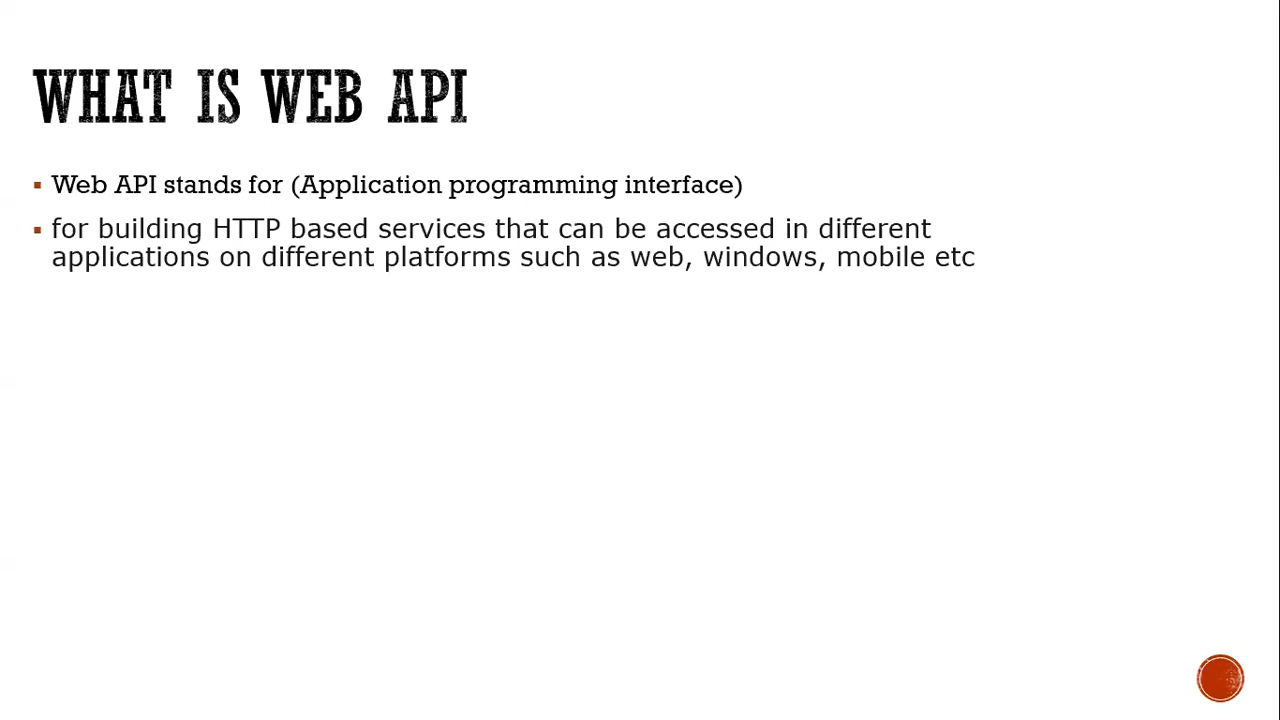 WHAT IS WEB API
Web API stands for (Application programming interface)
for building HTTP based services that can be accessed in different
applications on different platforms such as web, windows, mobile etc